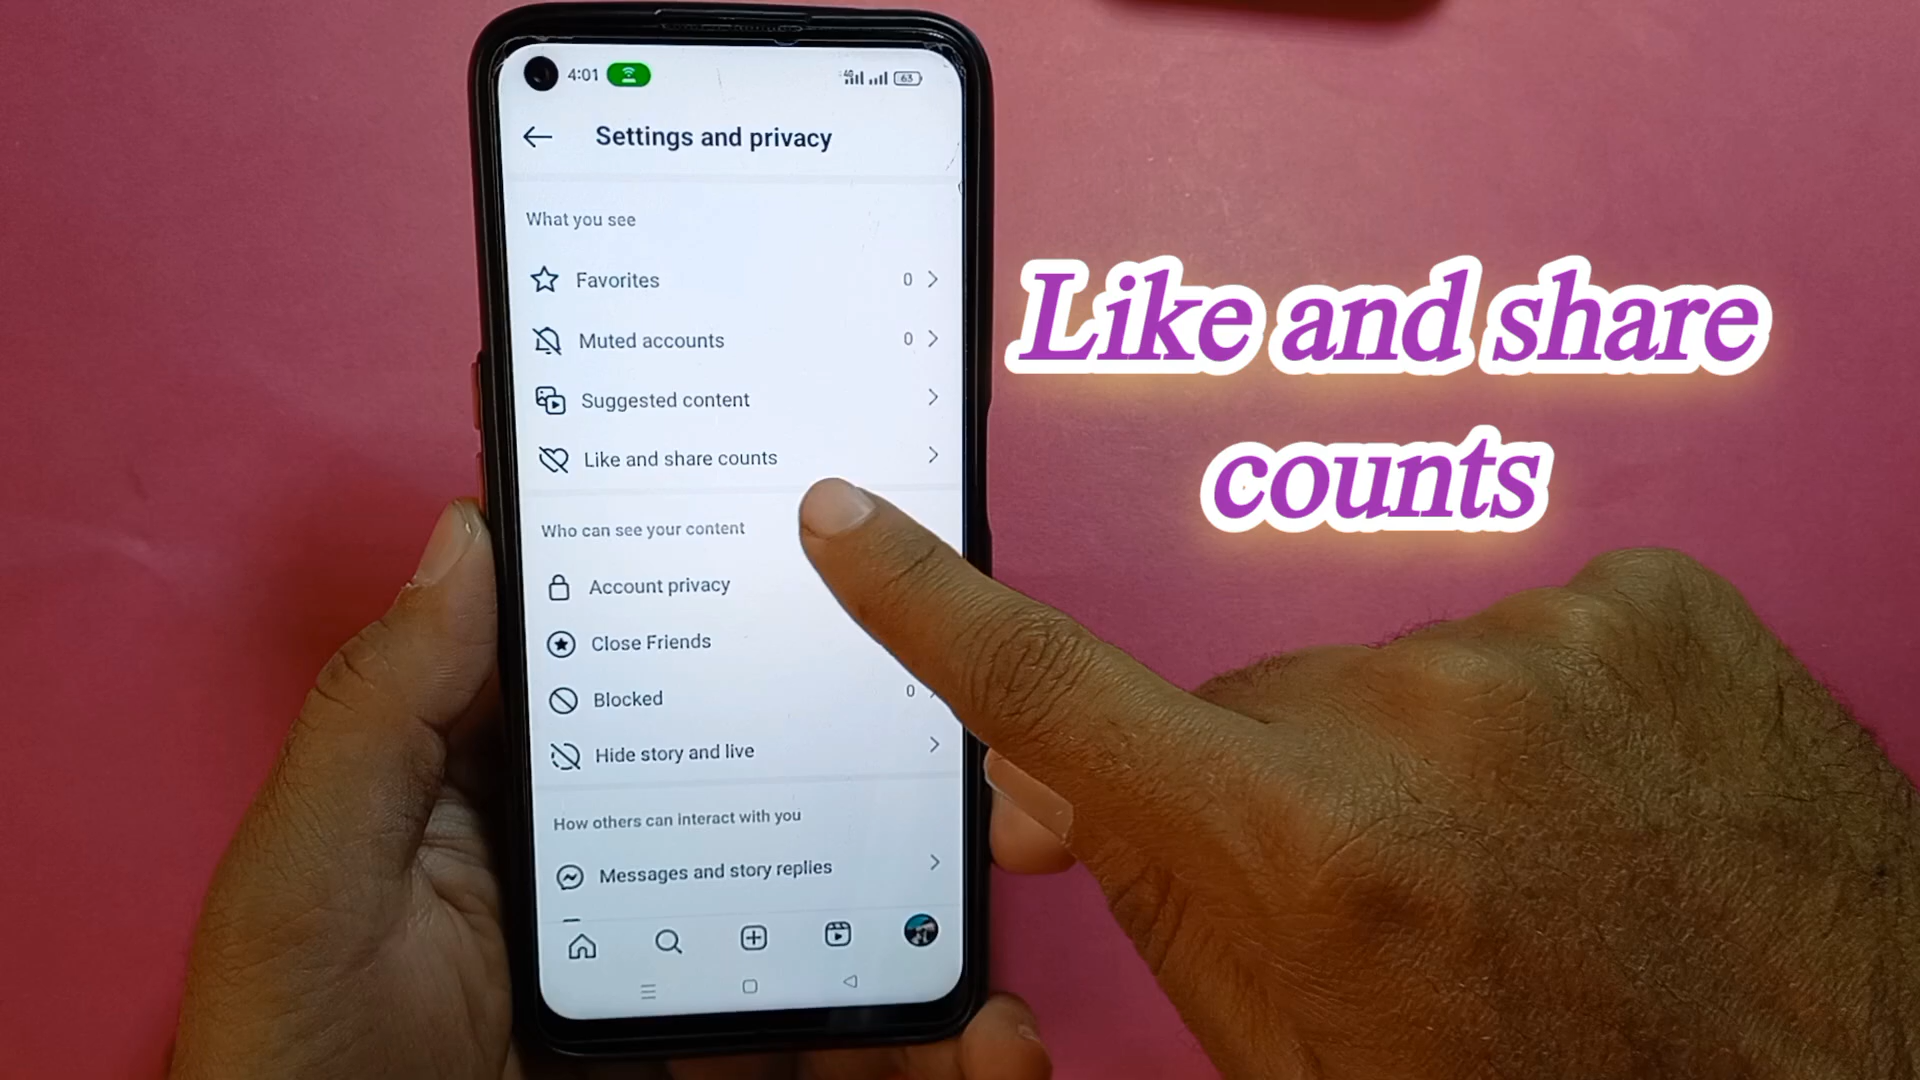 4:01
4G
63
Settings and privacy
What you see
Favorites 0
Muted accounts 0
Suggested content
Like and share counts
Who can see your content
Account privacy
Close Friends
Blocked 0
Hide story and live
How others can interact with you
Messages and story replies
Like and share
counts